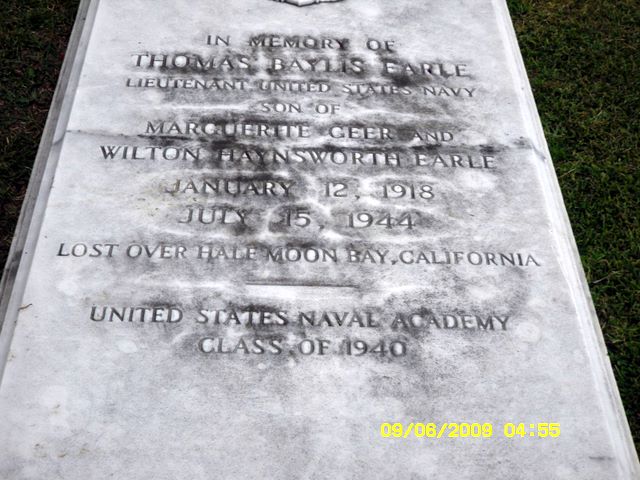 IN MEMORY OF
THOMAS BAYLIS EARLE
LIEUTENANT UNITED STATES NAVY
SON OF
MARGUERITE GEER AND
WILTON HAYNSWORTH EARLE
JANUARY 12, 1918
JULY 15, 1944
LOST OVER HALF MOON BAY, CALIFORNIA
UNITED STATES NAVAL ACADEMY
CLASS OF 1940
09/06/2008 04:55